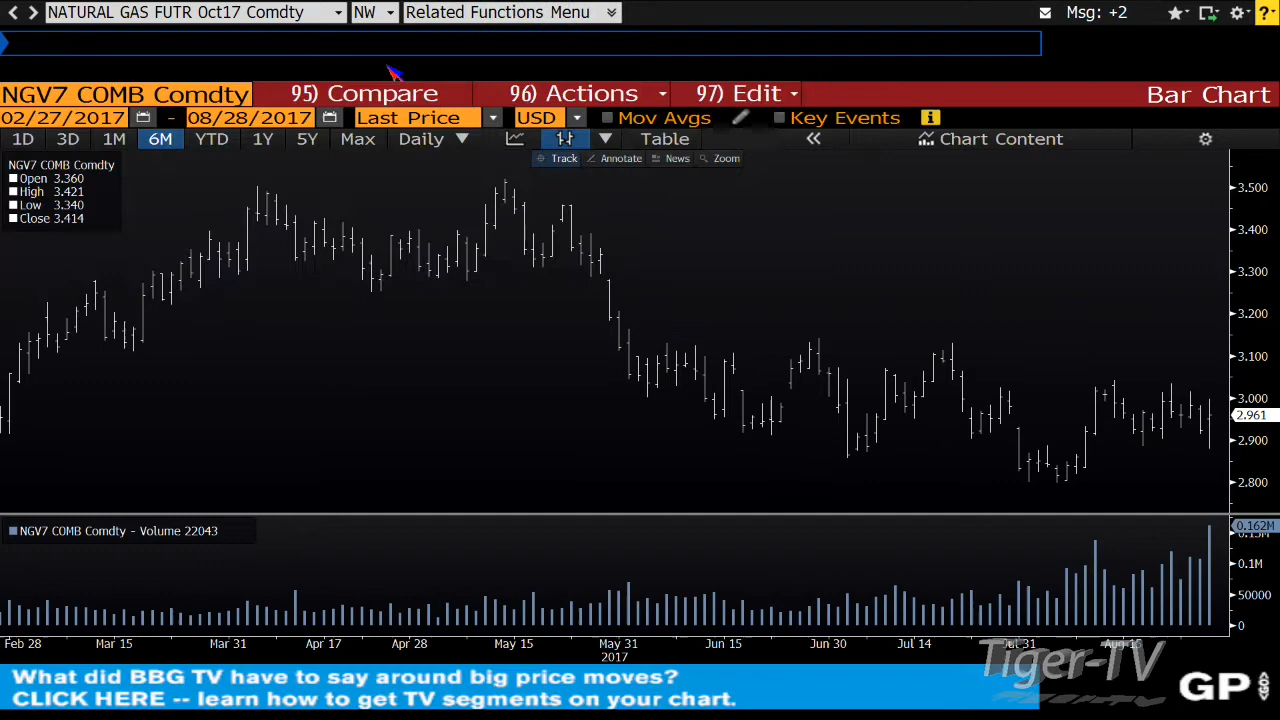 NATURAL GAS FUTR Oct17 Comdty NW Related Functions Menu Msg: +2 ?
NGV7 COMB Comdty 95) Compare 96) Actions 97) Edit Bar Chart
02/27/2017 - 08/28/2017 Last Price USD Mov Avgs Key Events i
1D 3D 1M 6M YTD 1Y 5Y Max Daily Table « Chart Content
Track Annotate News Zoom
NGV7 COMB Comdty
Open 3.360
High 3.421
Low 3.340
Close 3.414
3.500
3.400
3.300
3.200
3.100
3.000
2.961
2.900
2.800
NGV7 COMB Comdty - Volume 22043
0.162M
0.15M
0.1M
50000
0
Feb 28 Mar 15 Mar 31 Apr 17 Apr 28 May 15 May 31 Jun 15 Jun 30 Jul 14 Jul 31 Aug 15
2017
Tiger-TV
What did BBG TV have to say around big price moves?
CLICK HERE -- learn how to get TV segments on your chart.
GP